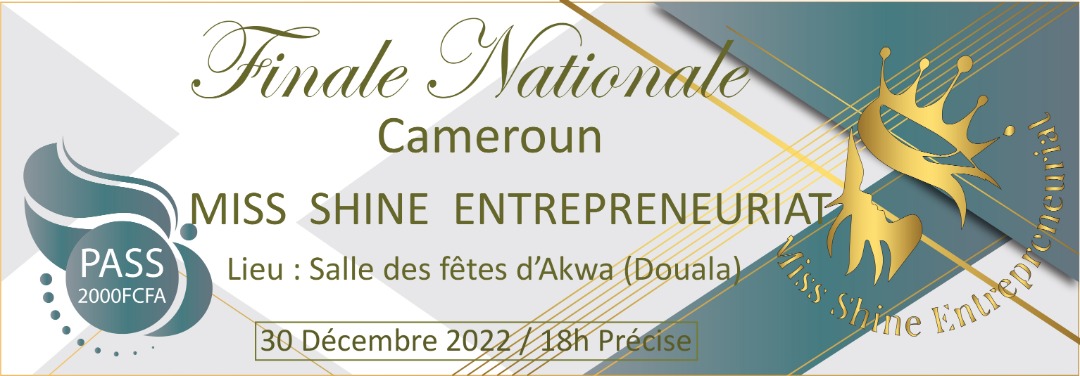 Finale Nationale
Cameroun
MISS SHINE ENTREPRENEURIAT
Lieu : Salle des fêtes d’Akwa (Douala)
30 Décembre 2022 / 18h Précise
PASS
2000FCFA
Miss Shine Entrepreneuriat